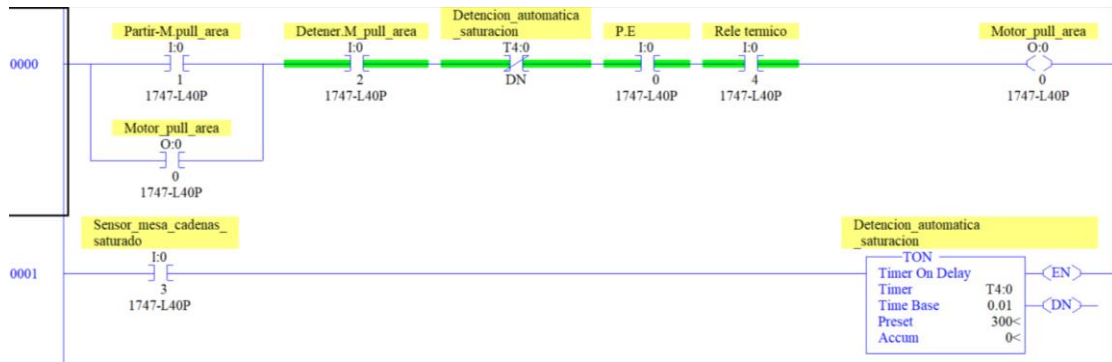 Detencion_automatica
Partir-M.pull_area Detener.M_pull_area _saturacion P.E Rele termico Motor_pull_area
I:0 I:0 T4:0 I:0 I:0 O:0
0000
1 2 DN 0 4 0
1747-L40P 1747-L40P 1747-L40P 1747-L40P 1747-L40P
Motor_pull_area
O:0
0
1747-L40P
Sensor_mesa_cadenas_ Detencion_automatica
saturado _saturacion
I:0 TON
0001 Timer On Delay EN
3 Timer T4:0
1747-L40P Time Base 0.01 DN
Preset 300<
Accum 0<